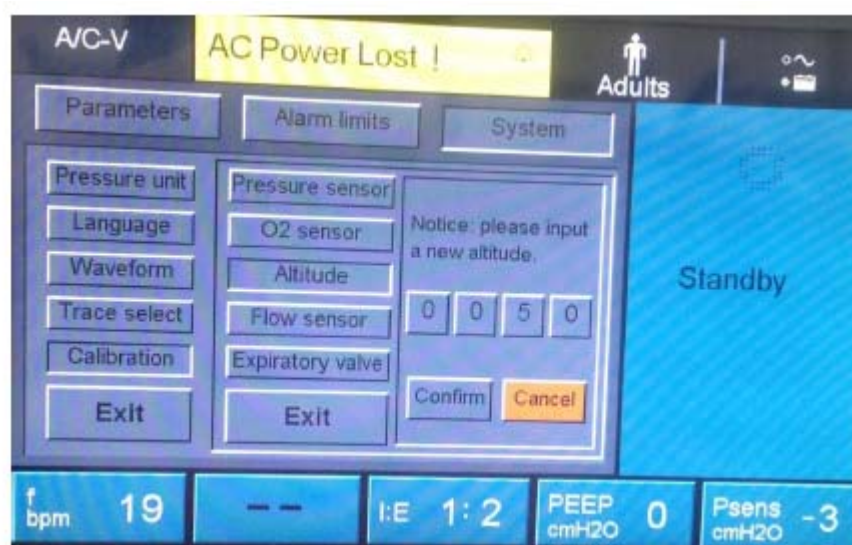 A/C-V
AC Power Lost !
Adults
Parameters
Alarm limits
System
Pressure unit
Language
Waveform
Trace select
Calibration
Exit
Pressure sensor
O2 sensor
Altitude
Flow sensor
Expiratory valve
Exit
Notice: please input
a new altitude.
0 0 5 0
Confirm
Cancel
Standby
f
bpm 19
--
I:E 1:2
PEEP
cmH2O 0
Psens
cmH2O -3